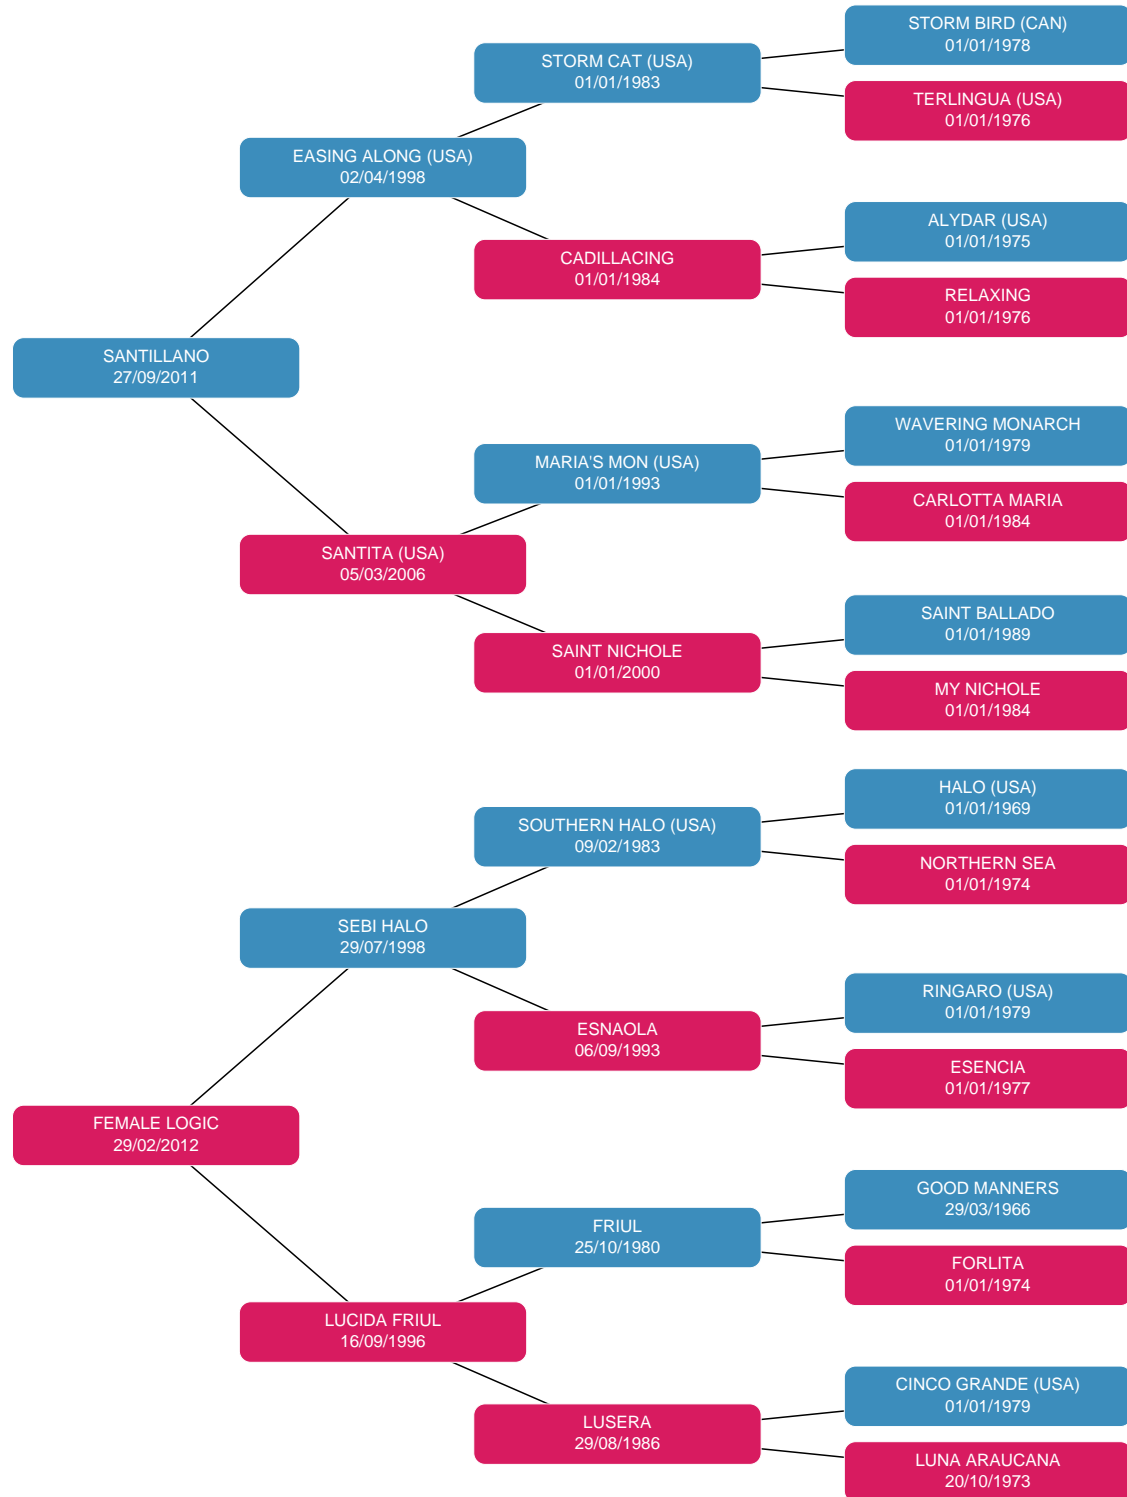 STORM BIRD (CAN)
01/01/1978
STORM CAT (USA)
01/01/1983
TERLINGUA (USA)
01/01/1976
EASING ALONG (USA)
02/04/1998
ALYDAR (USA)
01/01/1975
CADILLACING
01/01/1984
RELAXING
01/01/1976
SANTILLANO
27/09/2011
WAVERING MONARCH
01/01/1979
MARIA'S MON (USA)
01/01/1993
CARLOTTA MARIA
01/01/1984
SANTITA (USA)
05/03/2006
SAINT BALLADO
01/01/1989
SAINT NICHOLE
01/01/2000
MY NICHOLE
01/01/1984
HALO (USA)
01/01/1969
SOUTHERN HALO (USA)
09/02/1983
NORTHERN SEA
01/01/1974
SEBI HALO
29/07/1998
RINGARO (USA)
01/01/1979
ESNAOLA
06/09/1993
ESENCIA
01/01/1977
FEMALE LOGIC
29/02/2012
GOOD MANNERS
29/03/1966
FRIUL
25/10/1980
FORLITA
01/01/1974
LUCIDA FRIUL
16/09/1996
CINCO GRANDE (USA)
01/01/1979
LUSERA
29/08/1986
LUNA ARAUCANA
20/10/1973